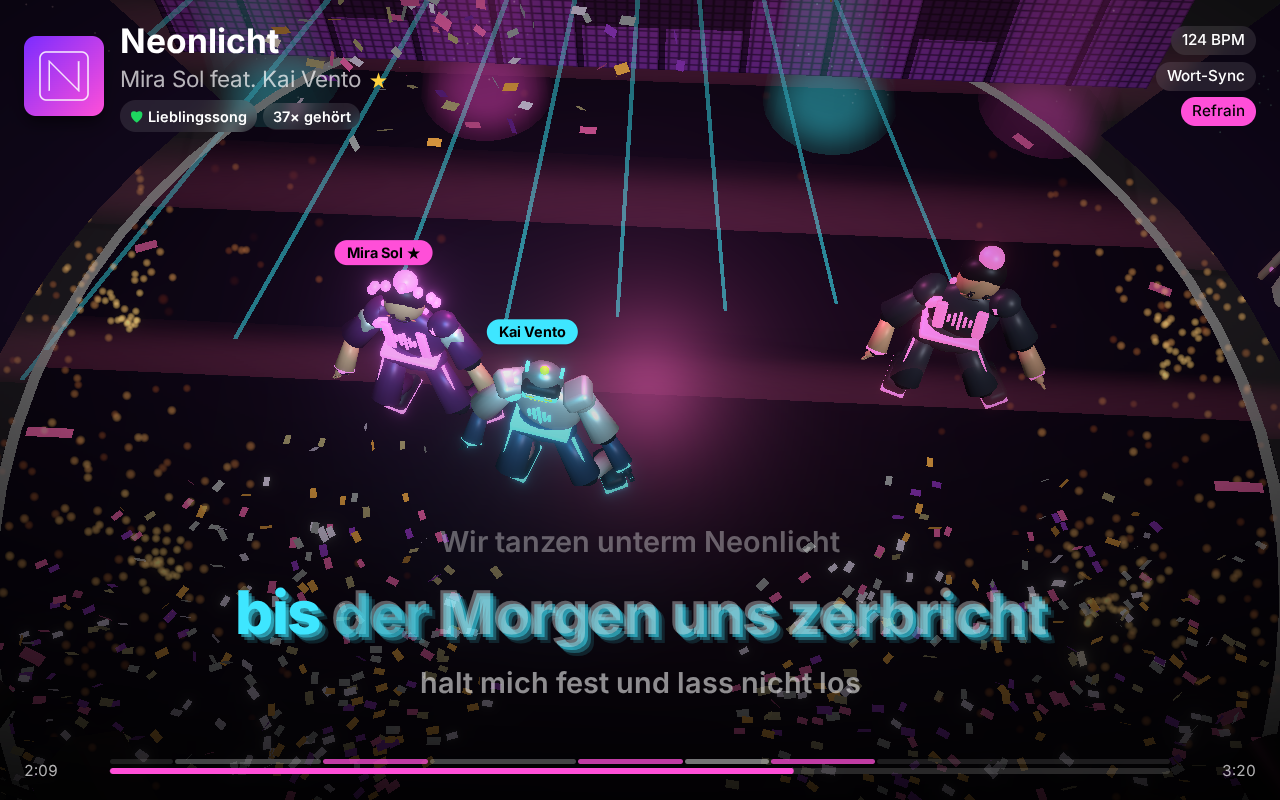 N
Neonlicht
Mira Sol feat. Kai Vento ⭐
Lieblingssong
37× gehört
124 BPM
Wort-Sync
Refrain
Mira Sol ★
Kai Vento
Wir tanzen unterm Neonlicht
bis der Morgen uns zerbricht
halt mich fest und lass nicht los
2:09
3:20